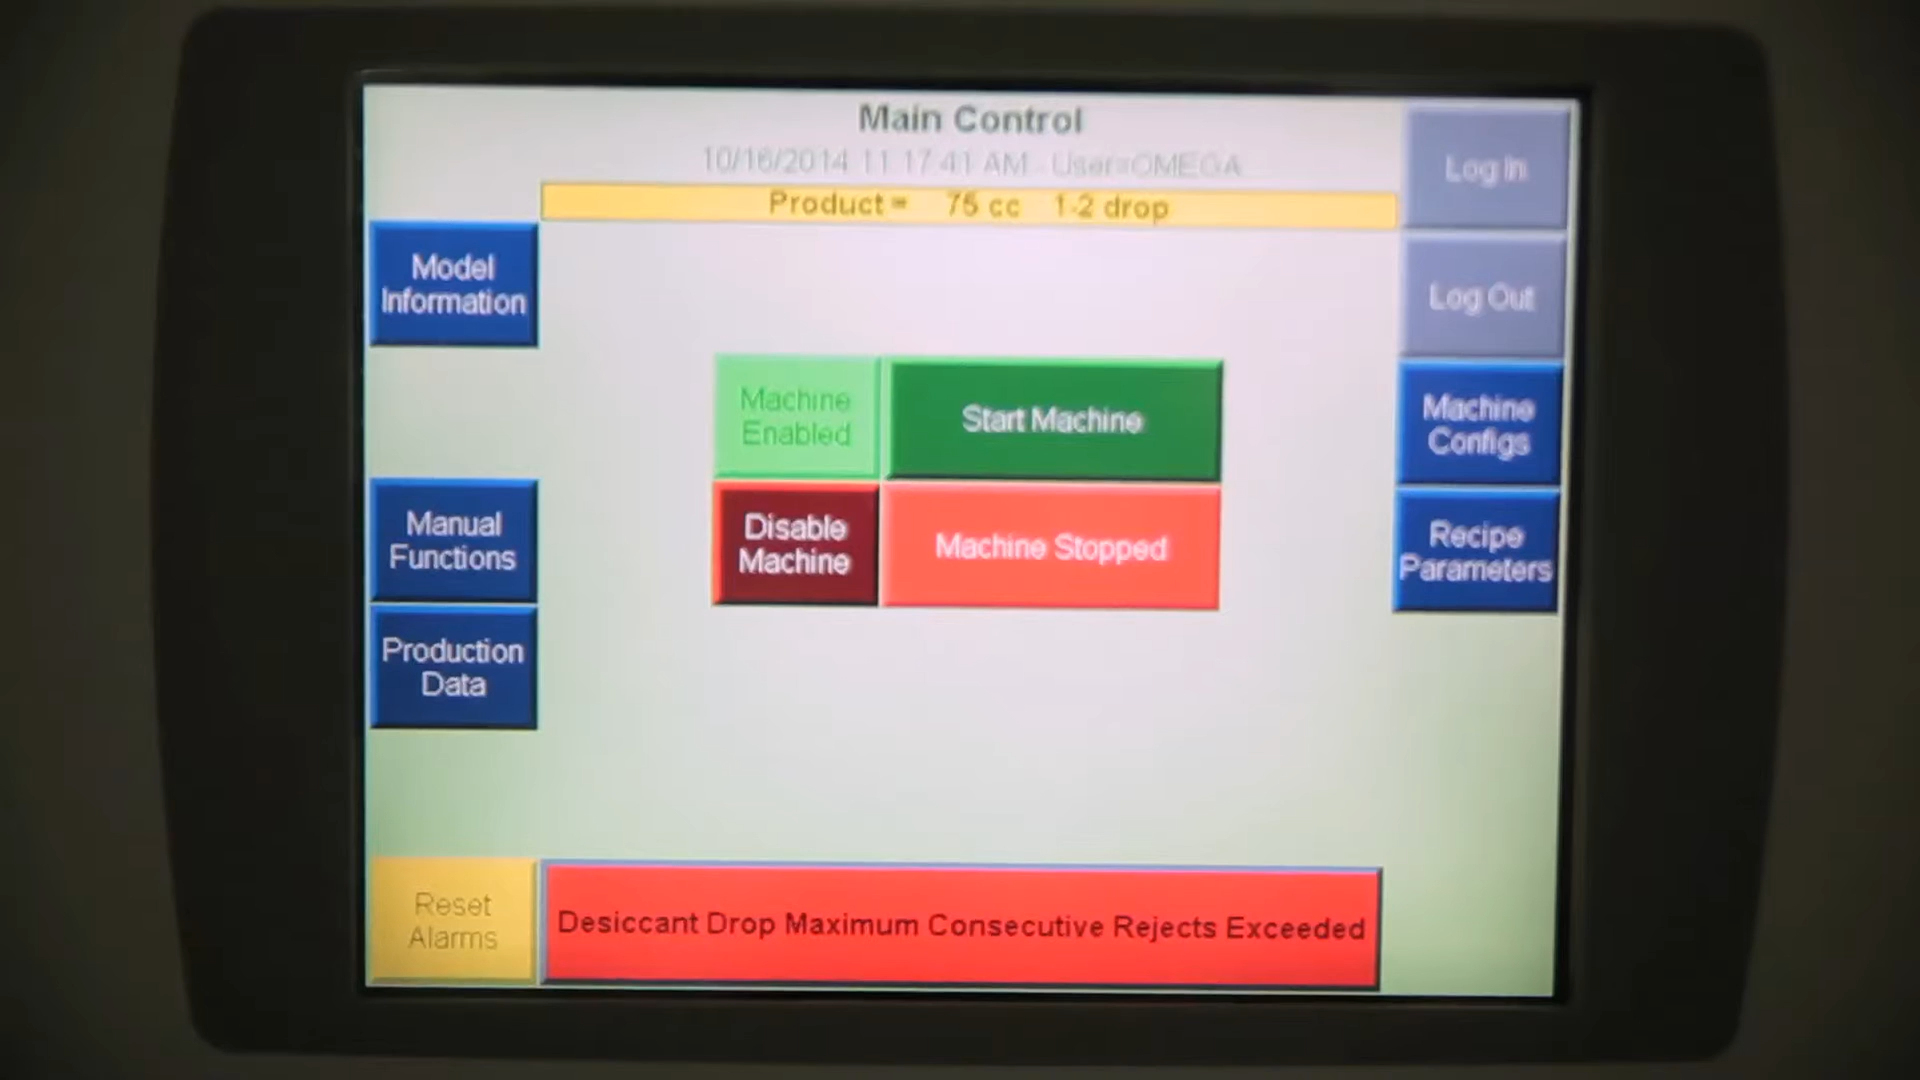 Main Control
10/16/2014 11 17 41 AM - User=OMEGA
Product = 75 cc 1-2 drop
Log In
Log Out
Model
Information
Machine
Enabled
Start Machine
Machine
Configs
Disable
Machine
Machine Stopped
Manual
Functions
Recipe
Parameters
Production
Data
Reset
Alarms
Desiccant Drop Maximum Consecutive Rejects Exceeded